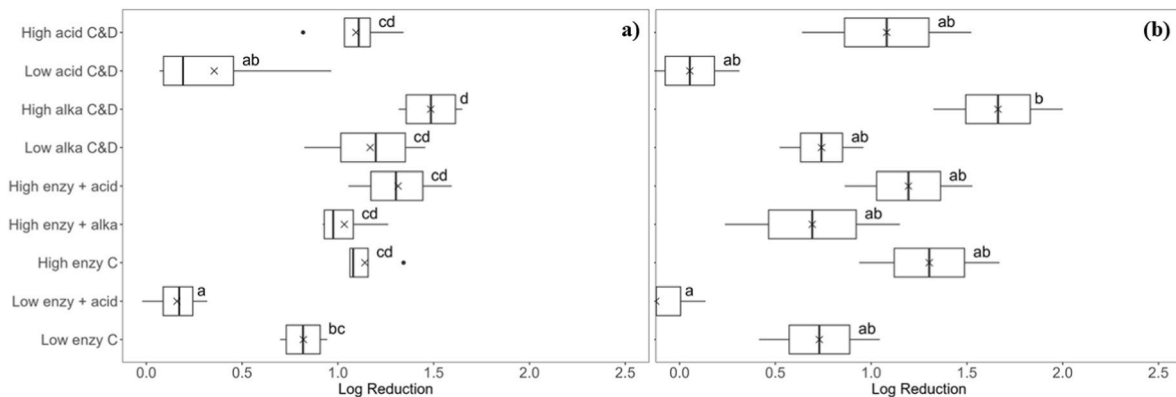 High acid C&D cd a) ab (b)
Low acid C&D ab ab
High alka C&D d b
Low alka C&D cd ab
High enzy + acid cd ab
High enzy + alka cd ab
High enzy C cd ab
Low enzy + acid a a
Low enzy C bc ab
0.0 0.5 1.0 1.5 2.0 2.5 0.0 0.5 1.0 1.5 2.0 2.5
Log Reduction Log Reduction